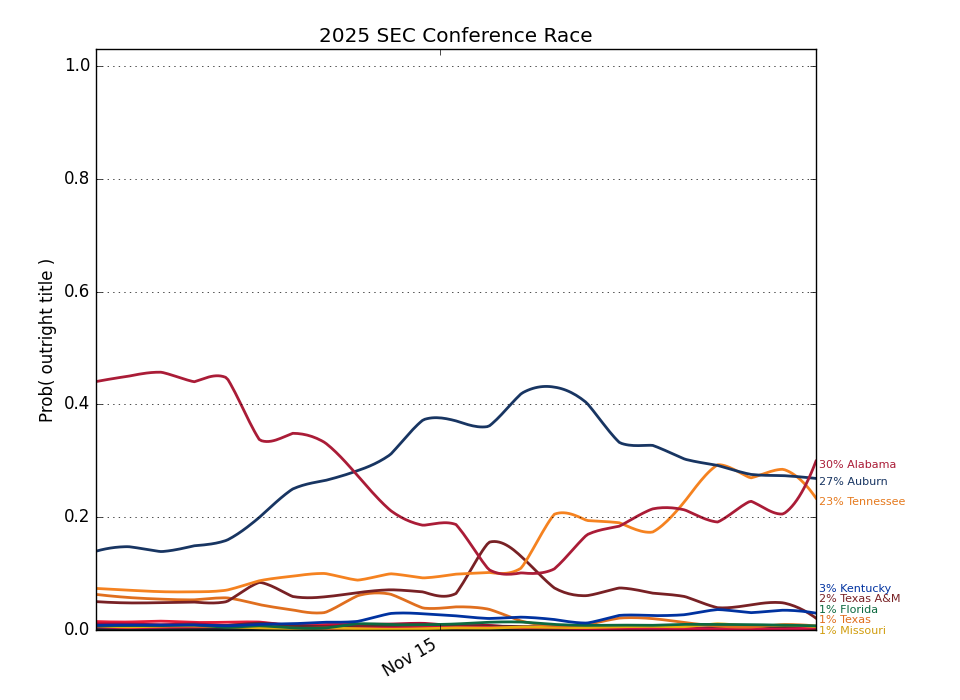 2025 SEC Conference Race
Prob( outright title )
1.0
0.8
0.6
0.4
0.2
0.0
Nov 15
30% Alabama
27% Auburn
23% Tennessee
3% Kentucky
2% Texas A&M
1% Florida
1% Texas
1% Missouri